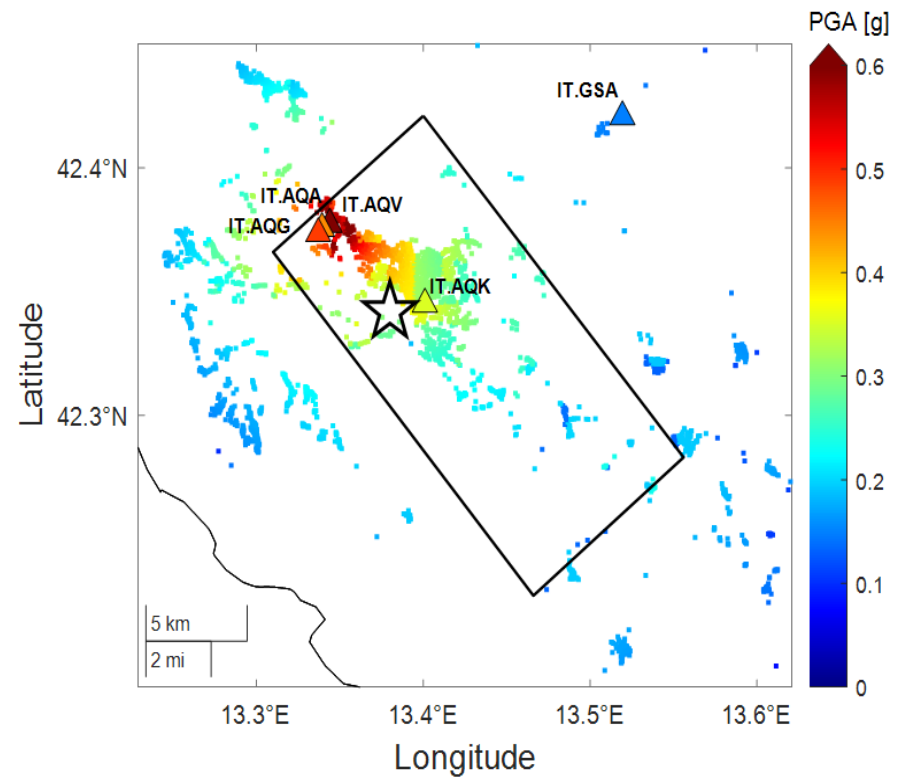 PGA [g]
0.6
0.5
0.4
0.3
0.2
0.1
0
IT.GSA
42.4°N
IT.AQA
IT.AQV
IT.AQG
IT.AQK
42.3°N
Latitude
5 km
2 mi
13.3°E
13.4°E
13.5°E
13.6°E
Longitude